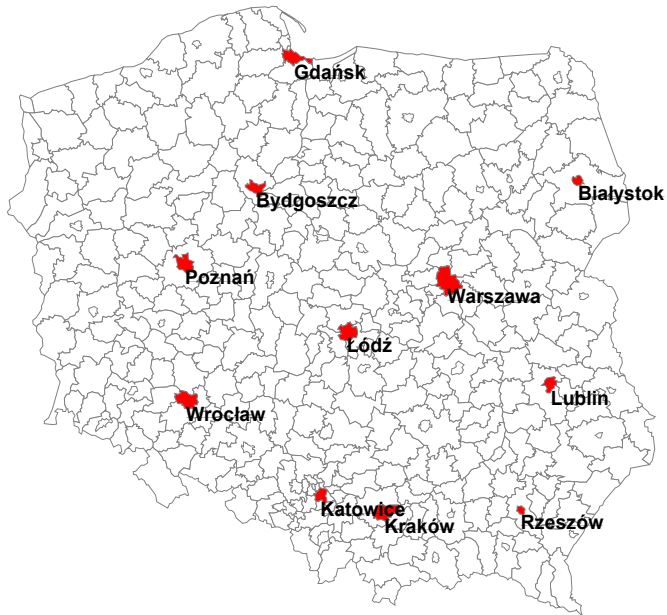 Gdańsk
Białystok
Bydgoszcz
Poznań
Warszawa
Łódź
Lublin
Wrocław
Katowice
Kraków
Rzeszów